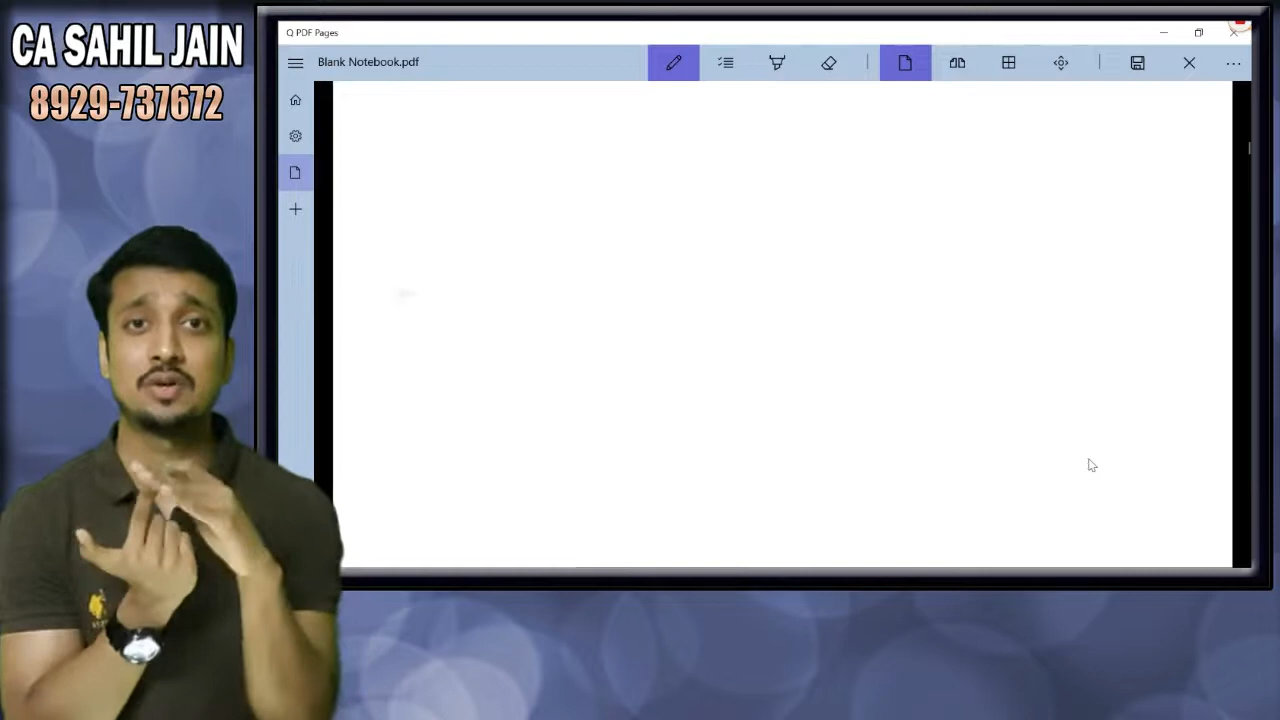 CA SAHIL JAIN
8929-737672
Q PDF Pages
Blank Notebook.pdf